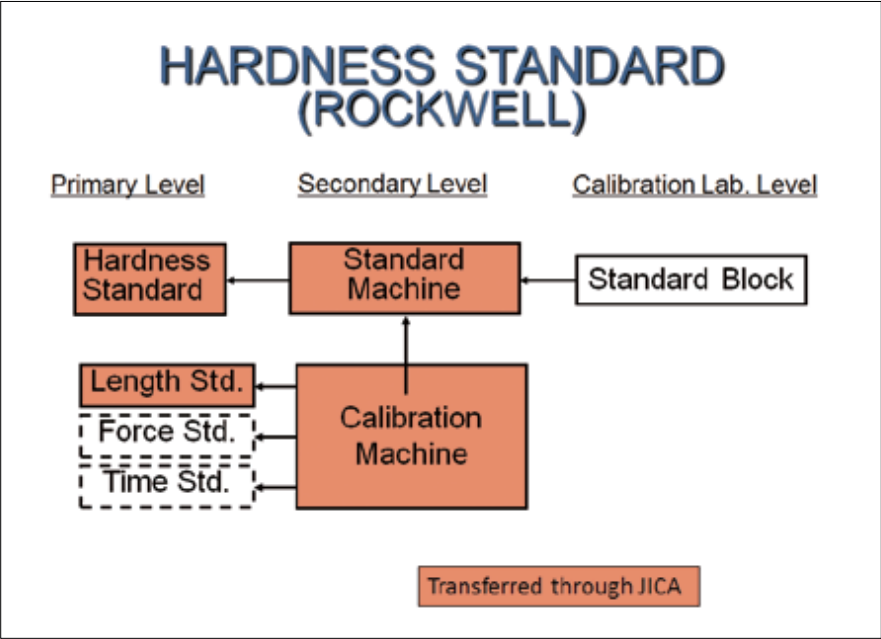 HARDNESS STANDARD
(ROCKWELL)
Primary Level
Secondary Level
Calibration Lab. Level
Hardness
Standard
Standard
Machine
Standard Block
Length Std.
Force Std.
Time Std.
Calibration
Machine
Transferred through JICA